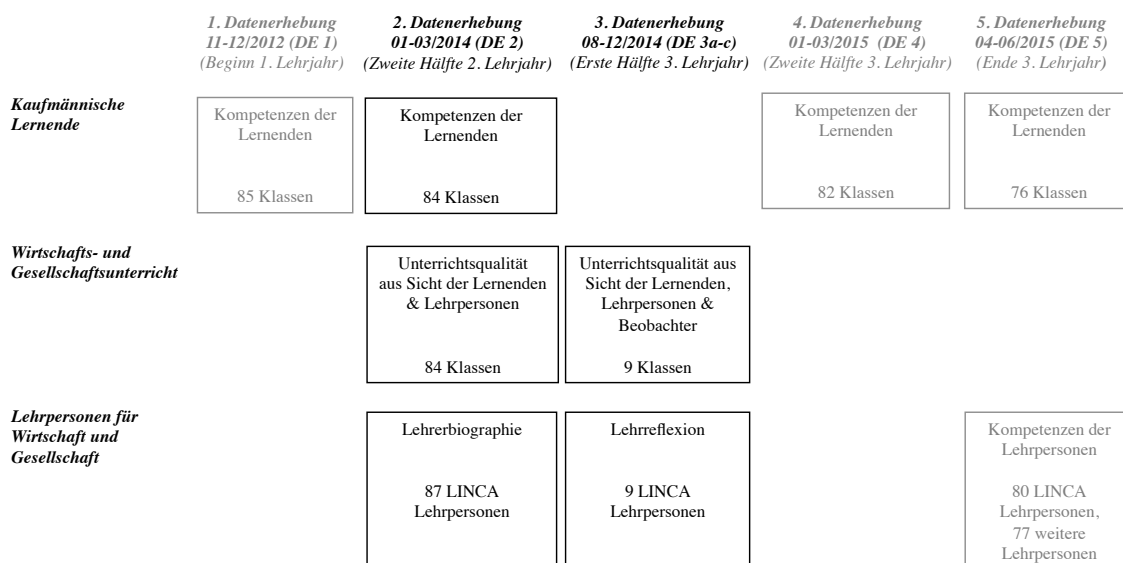 1. Datenerhebung
11-12/2012 (DE 1)
(Beginn 1. Lehrjahr)
2. Datenerhebung
01-03/2014 (DE 2)
(Zweite Hälfte 2. Lehrjahr)
3. Datenerhebung
08-12/2014 (DE 3a-c)
(Erste Hälfte 3. Lehrjahr)
4. Datenerhebung
01-03/2015 (DE 4)
(Zweite Hälfte 3. Lehrjahr)
5. Datenerhebung
04-06/2015 (DE 5)
(Ende 3. Lehrjahr)
Kaufmännische
Lernende
Kompetenzen der
Lernenden
85 Klassen
Kompetenzen der
Lernenden
84 Klassen
Kompetenzen der
Lernenden
82 Klassen
Kompetenzen der
Lernenden
76 Klassen
Wirtschafts- und
Gesellschaftsunterricht
Unterrichtsqualität
aus Sicht der Lernenden
& Lehrpersonen
84 Klassen
Unterrichtsqualität aus
Sicht der Lernenden,
Lehrpersonen &
Beobachter
9 Klassen
Lehrpersonen für
Wirtschaft und
Gesellschaft
Lehrerbiographie
87 LINCA
Lehrpersonen
Lehrreflexion
9 LINCA
Lehrpersonen
Kompetenzen der
Lehrpersonen
80 LINCA
Lehrpersonen,
77 weitere
Lehrpersonen